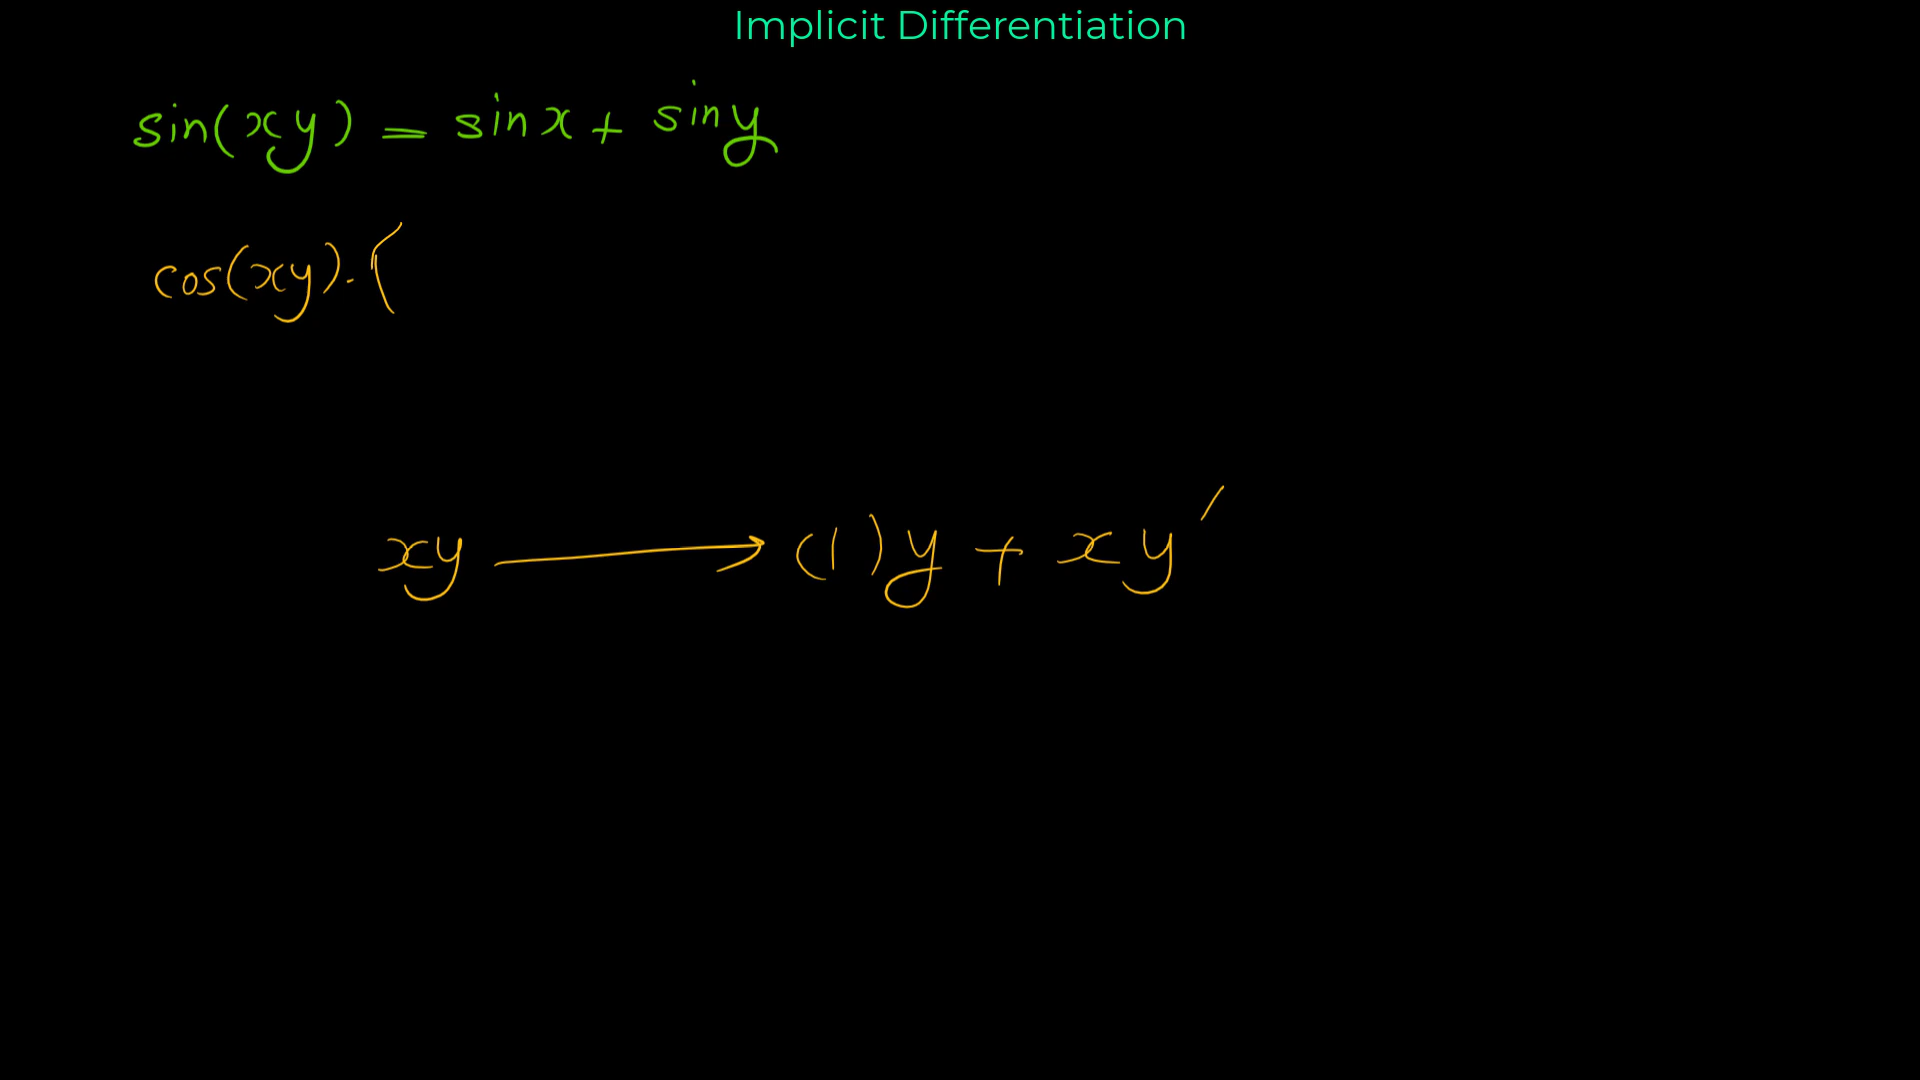 Implicit Differentiation
sin(xy) = sin x + sin y
cos(xy). (
xy → (1)y + xy'